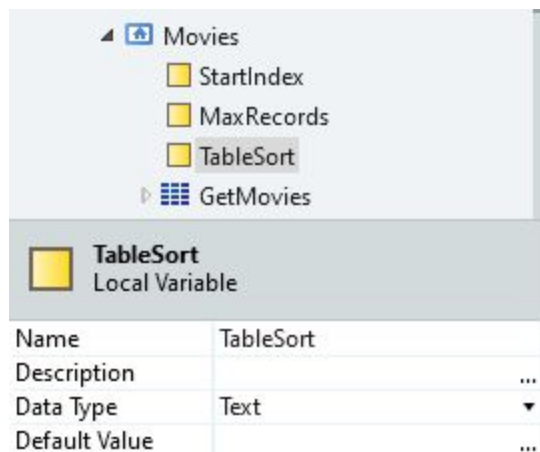 Movies
StartIndex
MaxRecords
TableSort
GetMovies
TableSort
Local Variable
Name TableSort
Description ...
Data Type Text
Default Value ...